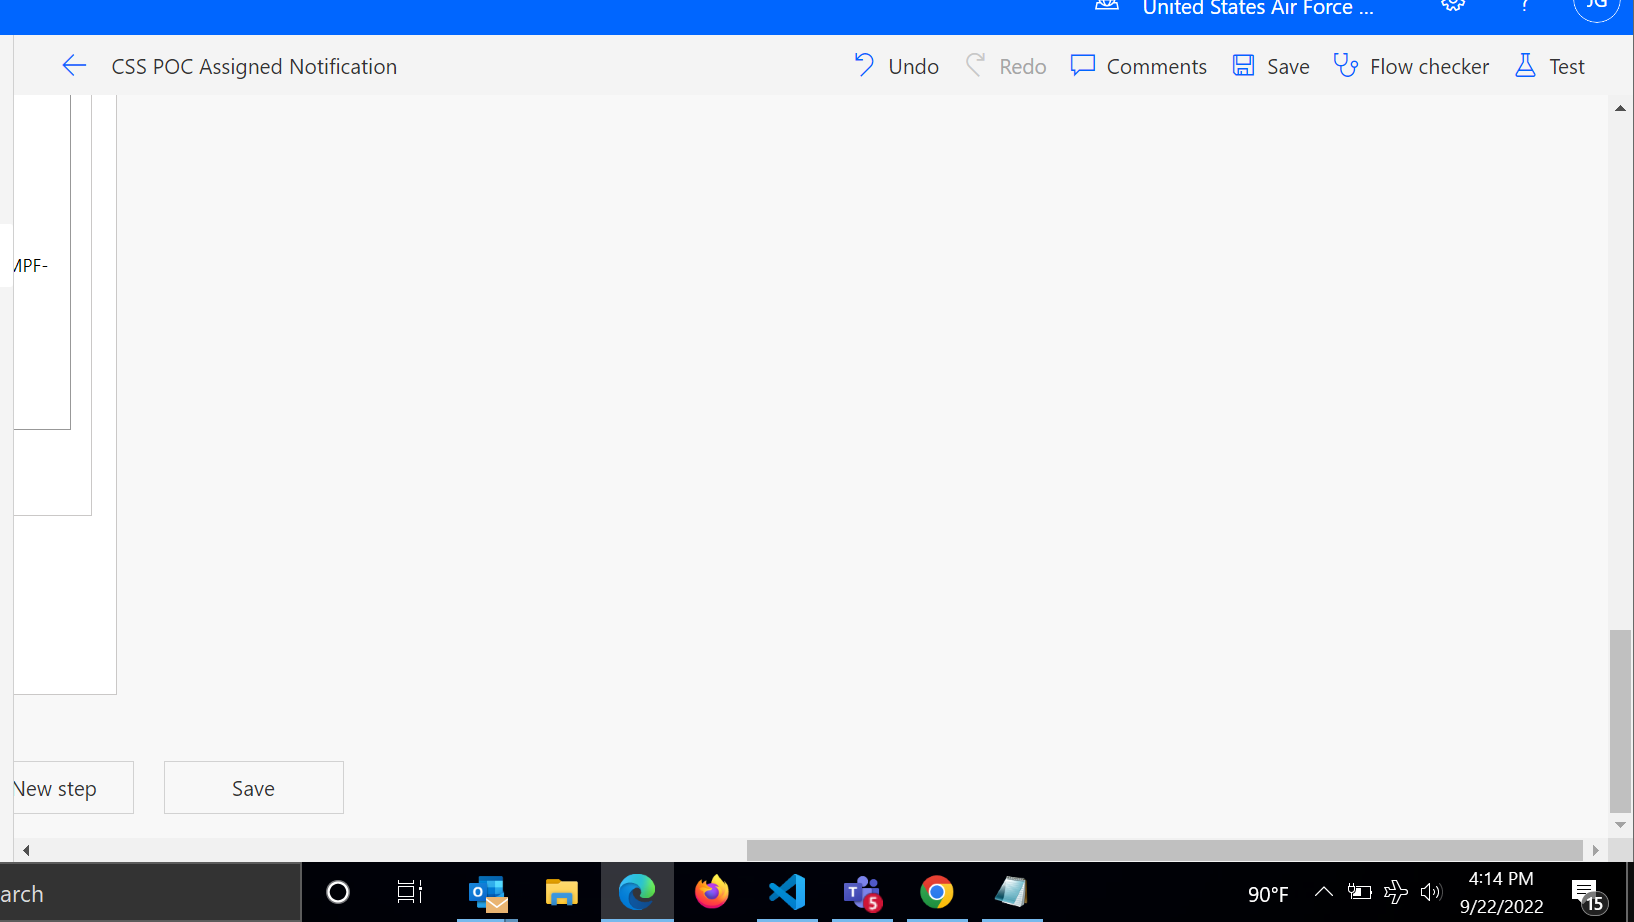 United States Air Force ...
?
JG
CSS POC Assigned Notification
Undo
Redo
Comments
Save
Flow checker
Test
MPF-
New step
Save
arch
5
90°F
4:14 PM
9/22/2022
15